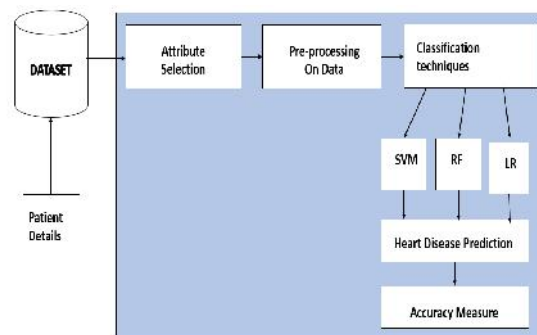 DATASET
Patient
Details
Attribute
Selection
Pre-processing
On Data
Classification
techniques
SVM
RF
LR
Heart Disease Prediction
Accuracy Measure